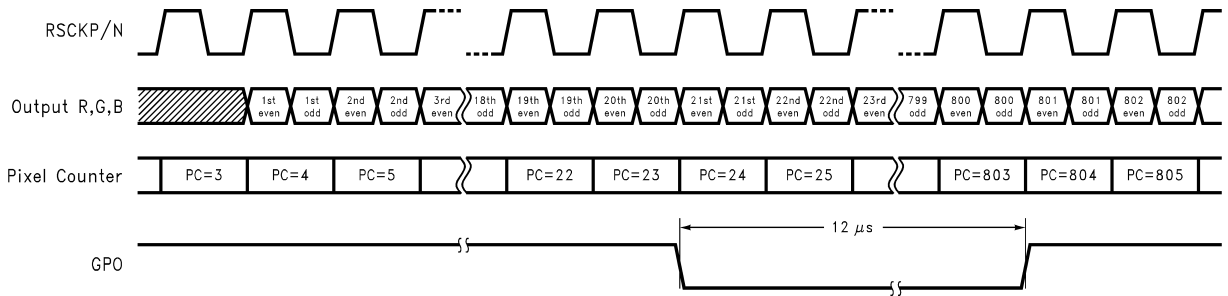 RSCKP/N
Output R,G,B
1st even
1st odd
2nd even
2nd odd
3rd even
18th odd
19th even
19th odd
20th even
20th odd
21st even
21st odd
22nd even
22nd odd
23rd even
799 odd
800 even
800 odd
801 even
801 odd
802 even
802 odd
Pixel Counter
PC=3
PC=4
PC=5
PC=22
PC=23
PC=24
PC=25
PC=803
PC=804
PC=805
12 μs
GPO